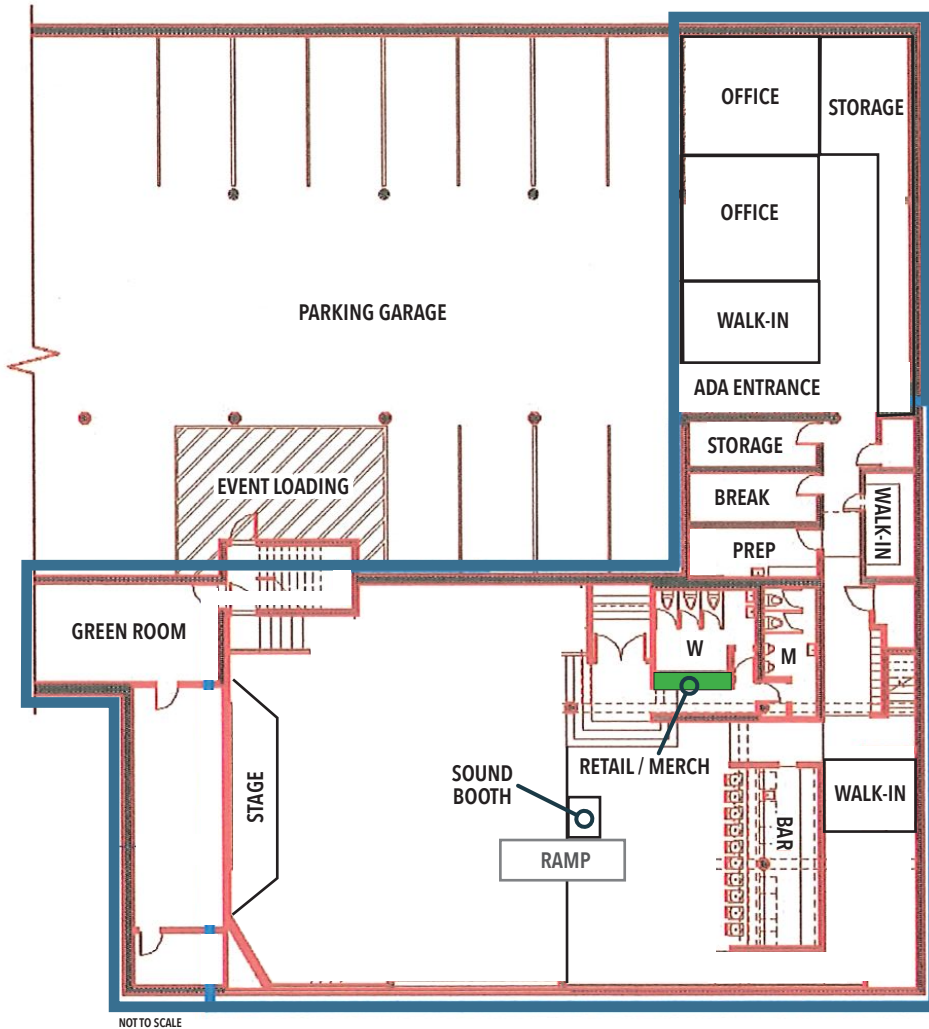 OFFICE
STORAGE
OFFICE
PARKING GARAGE
WALK-IN
ADA ENTRANCE
STORAGE
EVENT LOADING
BREAK
WALK-IN
PREP
GREEN ROOM
W
M
RETAIL / MERCH
SOUND
BOOTH
STAGE
WALK-IN
BAR
RAMP
NOT TO SCALE